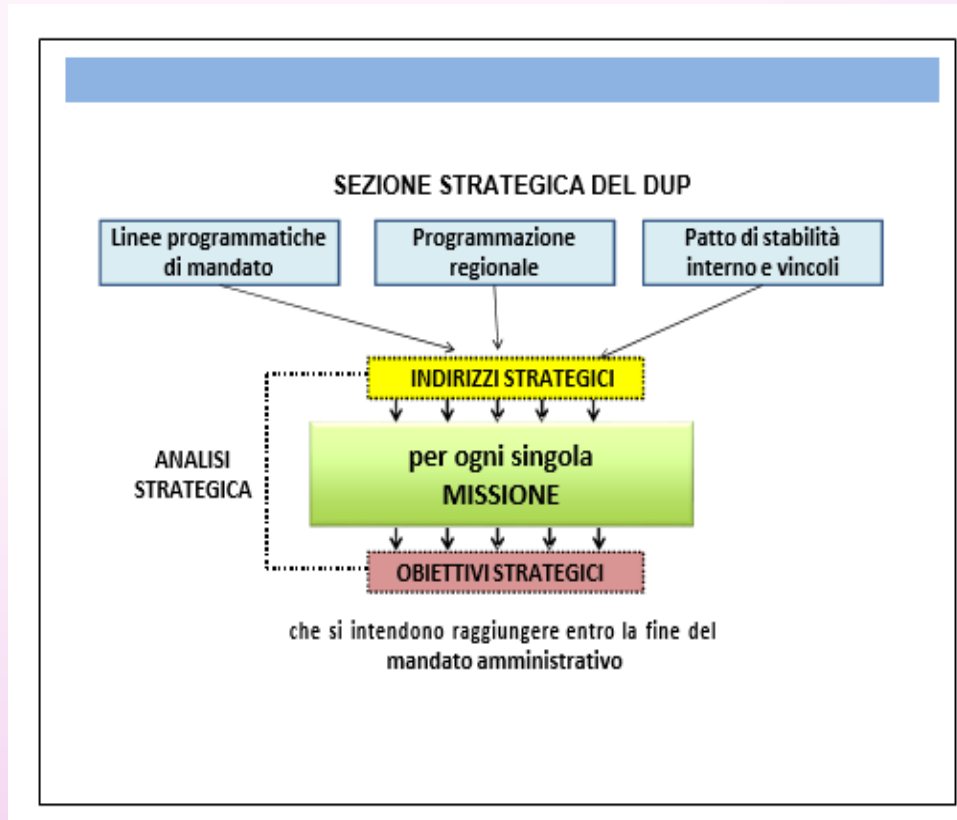 SEZIONE STRATEGICA DEL DUP
Linee programmatiche
di mandato
Programmazione
regionale
Patto di stabilità
interno e vincoli
INDIRIZZI STRATEGICI
per ogni singola
MISSIONE
ANALISI
STRATEGICA
OBIETTIVI STRATEGICI
che si intendono raggiungere entro la fine del
mandato amministrativo